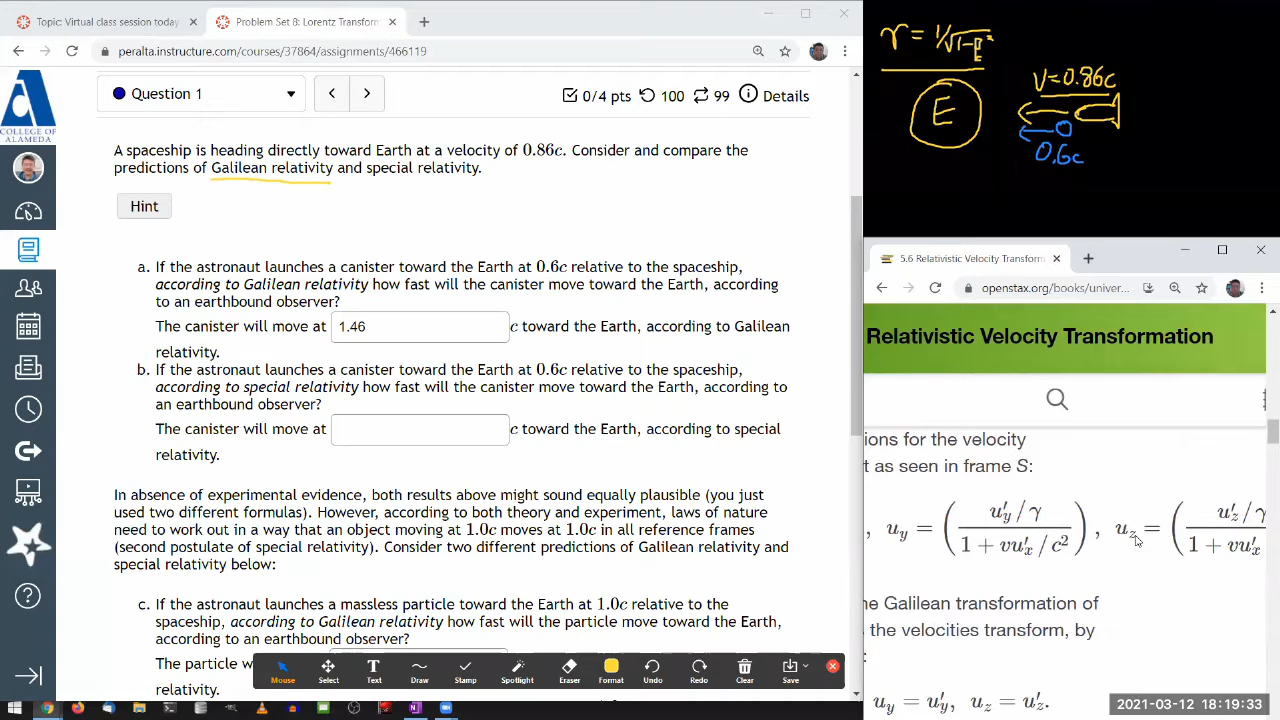 Topic: Virtual class session today
Problem Set 8: Lorentz Transform
peralta.instructure.com/course/37864/assignments/466119
COLLEGE OF
ALAMEDA
Question 1
0/4 pts
100
99
Details
A spaceship is heading directly toward Earth at a velocity of 0.86c. Consider and compare the
predictions of Galilean relativity and special relativity.
Hint
a. If the astronaut launches a canister toward the Earth at 0.6c relative to the spaceship,
according to Galilean relativity how fast will the canister move toward the Earth, according
to an earthbound observer?
The canister will move at 1.46 c toward the Earth, according to Galilean
relativity.
b. If the astronaut launches a canister toward the Earth at 0.6c relative to the spaceship,
according to special relativity how fast will the canister move toward the Earth, according to
an earthbound observer?
The canister will move at c toward the Earth, according to special
relativity.
In absence of experimental evidence, both results above might sound equally plausible (you just
used two different formulas). However, according to both theory and experiment, laws of nature
need to work out in a way that an object moving at 1.0c moves at 1.0c in all reference frames
(second postulate of special relativity). Consider two different predictions of Galilean relativity and
special relativity below:
c. If the astronaut launches a massless particle toward the Earth at 1.0c relative to the
spaceship, according to Galilean relativity how fast will the particle move toward the Earth,
according to an earthbound observer?
The particle w
relativity.
Mouse
Select
Text
Draw
Stamp
Spotlight
Eraser
Format
Undo
Redo
Clear
Save
E
V=0.86c
0.6c
5.6 Relativistic Velocity Transform
openstax.org/books/univer...
Relativistic Velocity Transformation
ions for the velocity
t as seen in frame S:
, u_y = ( u′_y / γ / 1 + vu′_x / c² ), u_z = ( u′_z / γ / 1 + vu′_x
he Galilean transformation of
s the velocities transform, by
:
u_y = u′_y, u_z = u′_z.
2021-03-12 18:19:33